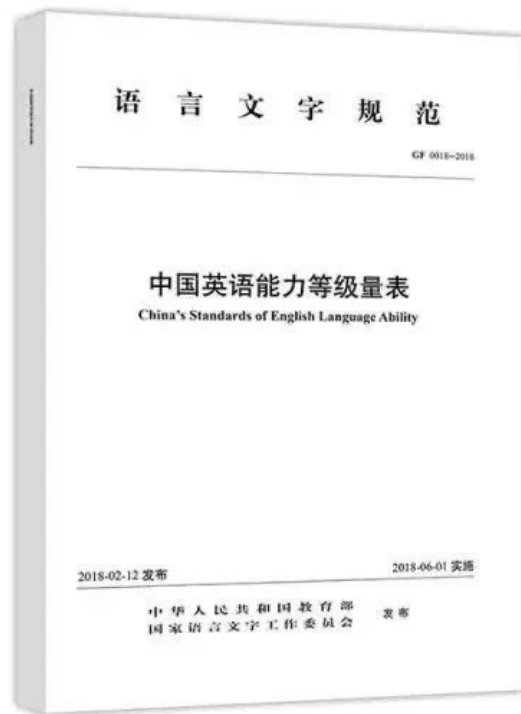 语言文字规范
GF 0018—2018
中国英语能力等级量表
China's Standards of English Language Ability
2018-02-12 发布
2018-06-01 实施
中华人民共和国教育部
国家语言文字工作委员会
发布